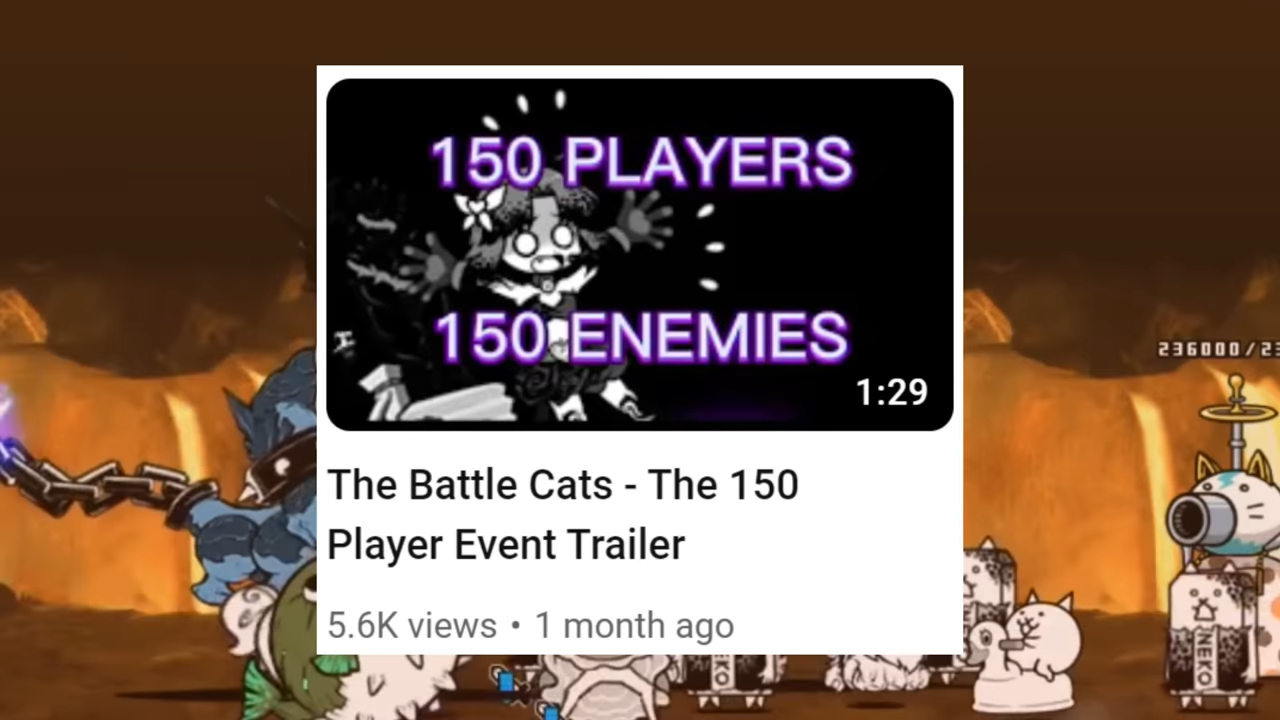 150 PLAYERS
150 ENEMIES
1:29
The Battle Cats - The 150
Player Event Trailer
5.6K views • 1 month ago
236000/23
NEKO
NEKO